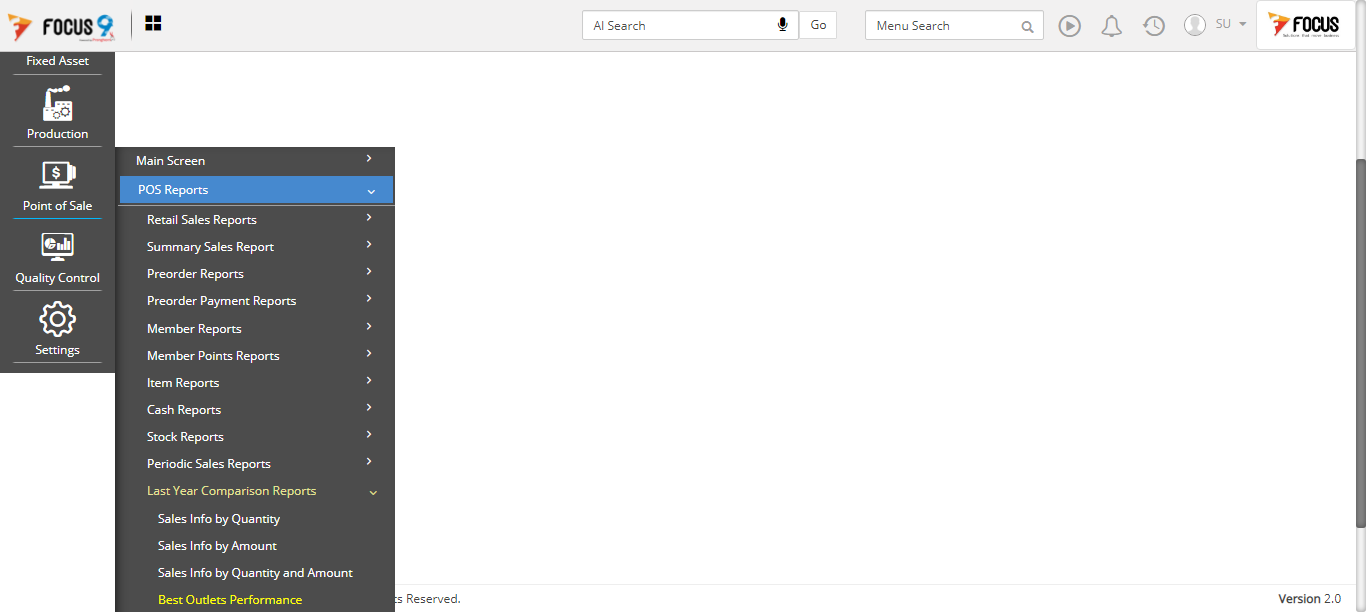 FOCUS 9
AI Search
Go
Menu Search
SU
FOCUS
Fixed Asset
Production
Point of Sale
Quality Control
Settings
Main Screen
POS Reports
Retail Sales Reports
Summary Sales Report
Preorder Reports
Preorder Payment Reports
Member Reports
Member Points Reports
Item Reports
Cash Reports
Stock Reports
Periodic Sales Reports
Last Year Comparison Reports
Sales Info by Quantity
Sales Info by Amount
Sales Info by Quantity and Amount
Best Outlets Performance
ts Reserved.
Version 2.0